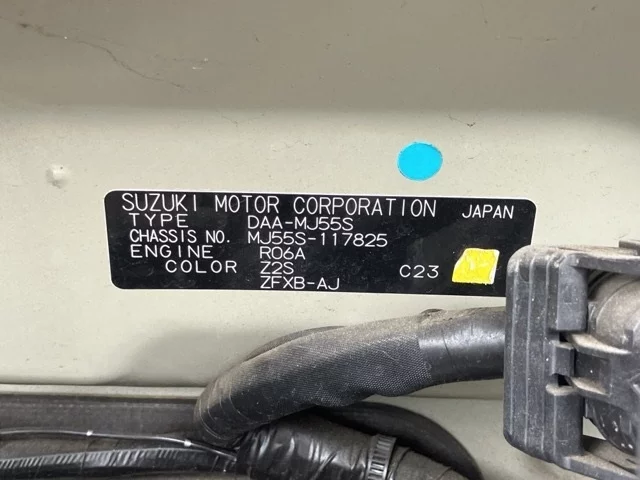 SUZUKI MOTOR CORPORATION JAPAN
TYPE DAA-MJ55S
CHASSIS NO. MJ55S-117825
ENGINE R06A
COLOR Z2S C23
ZFXB-AJ